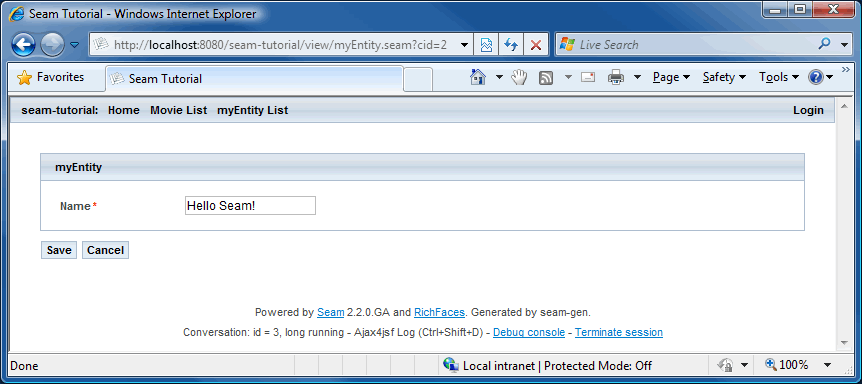 Seam Tutorial - Windows Internet Explorer
http://localhost:8080/seam-tutorial/view/myEntity.seam?cid=2
Live Search
Favorites
Seam Tutorial
Page
Safety
Tools
seam-tutorial: Home Movie List myEntity List Login
myEntity
Name* Hello Seam!
Save Cancel
Powered by Seam 2.2.0.GA and RichFaces. Generated by seam-gen.
Conversation: id = 3, long running - Ajax4jsf Log (Ctrl+Shift+D) - Debug console - Terminate session
Done Local intranet | Protected Mode: Off 100%